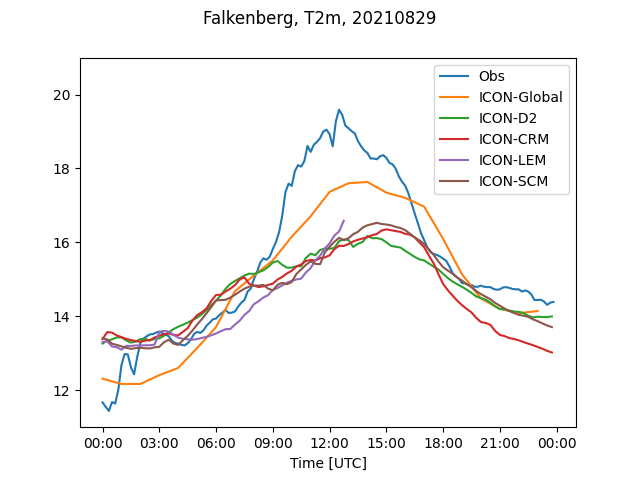 Falkenberg, T2m, 20210829
Obs
ICON-Global
ICON-D2
ICON-CRM
ICON-LEM
ICON-SCM
20
18
16
14
12
00:00 03:00 06:00 09:00 12:00 15:00 18:00 21:00 00:00
Time [UTC]